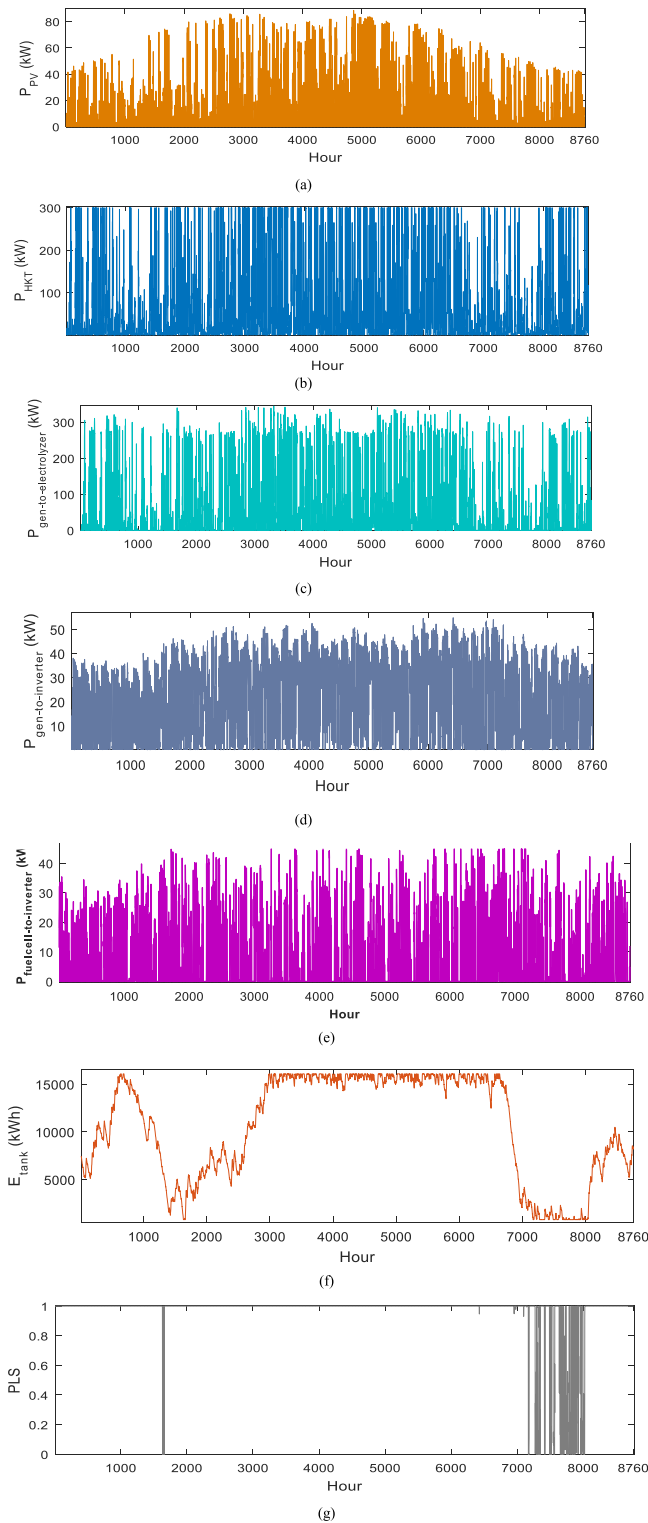 80
60
40
20
0
P_PV (kW)
1000 2000 3000 4000 5000 6000 7000 8000 8760
Hour
(a)
300
200
100
P_HKT (kW)
1000 2000 3000 4000 5000 6000 7000 8000 8760
Hour
(b)
300
200
100
0
P_gen-to-electrolyzer (kW)
1000 2000 3000 4000 5000 6000 7000 8000 8760
Hour
(c)
50
40
30
20
10
P_gen-to-inverter (kW)
1000 2000 3000 4000 5000 6000 7000 8000 8760
Hour
(d)
40
30
20
10
0
P_fuelcell-to-inverter (kW
1000 2000 3000 4000 5000 6000 7000 8000 8760
Hour
(e)
15000
10000
5000
E_tank (kWh)
1000 2000 3000 4000 5000 6000 7000 8000 8760
Hour
(f)
1
0.8
0.6
0.4
0.2
0
PLS
1000 2000 3000 4000 5000 6000 7000 8000 8760
Hour
(g)